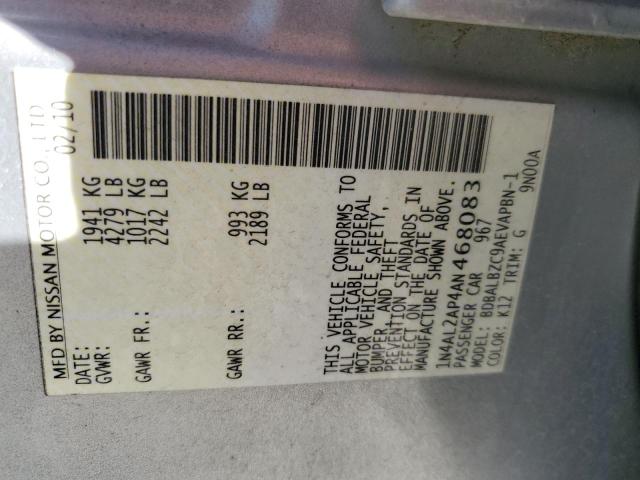 MFD BY NISSAN MOTOR CO., LTD
DATE: 02/10
GVWR: 1941 KG
4279 LB
GAWR FR.: 1017 KG
2242 LB
GAWR RR.: 993 KG
2189 LB
THIS VEHICLE CONFORMS TO
ALL APPLICABLE FEDERAL
MOTOR VEHICLE SAFETY,
BUMPER, AND THEFT
PREVENTION STANDARDS IN
EFFECT ON THE DATE OF
MANUFACTURE SHOWN ABOVE.
1N4AL2AP4AN468083
PASSENGER CAR 967
MODEL: BDBALBZC9AEVAPBN-1
COLOR: K12 TRIM: G 9N00A